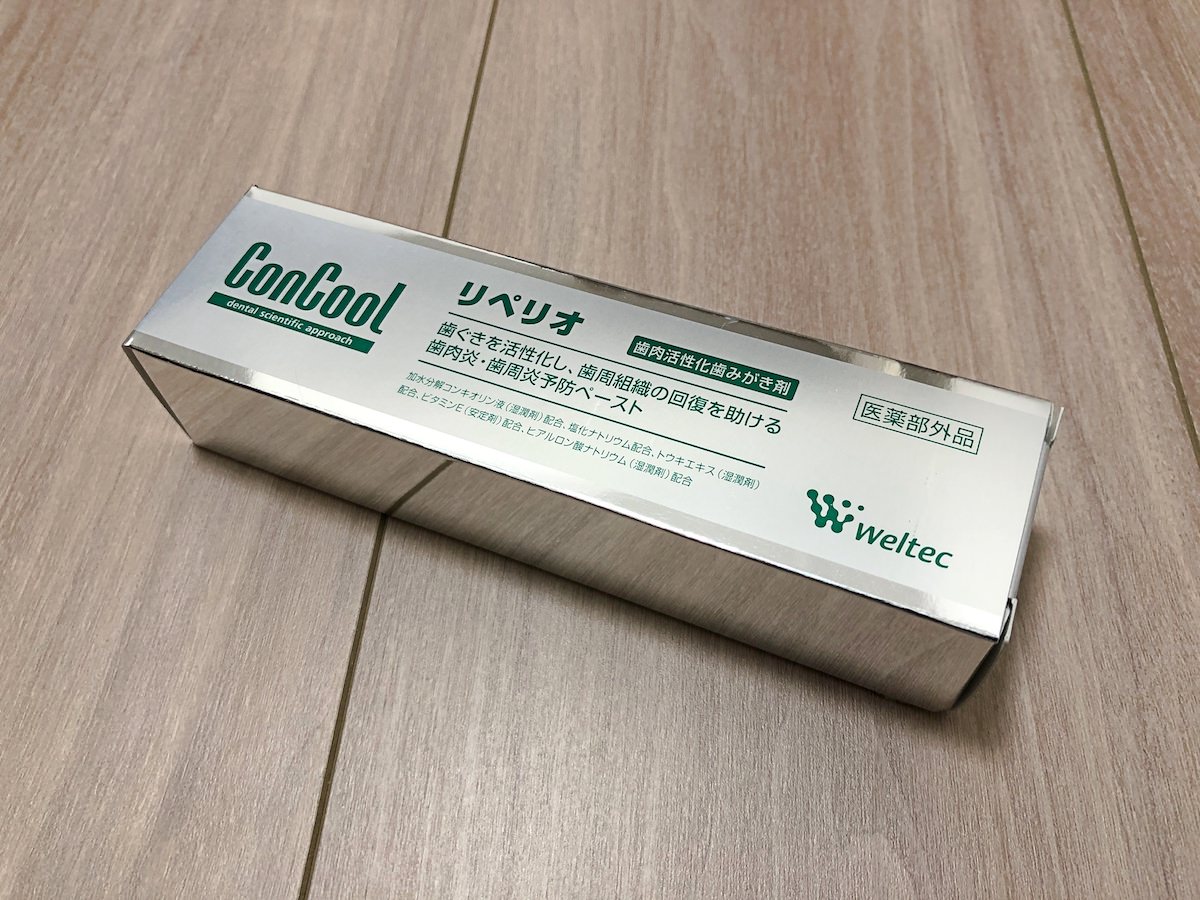 ConCool
dental scientific approach
リペリオ
歯肉活性化歯みがき剤
歯ぐきを活性化し、歯周組織の回復を助ける
歯肉炎・歯周炎予防ペースト
加水分解コンキオリン液（湿潤剤）配合、塩化ナトリウム配合、トウキエキス（湿潤剤）
配合、ビタミンE（安定剤）配合、ヒアルロン酸ナトリウム（湿潤剤）配合
医薬部外品
weltec